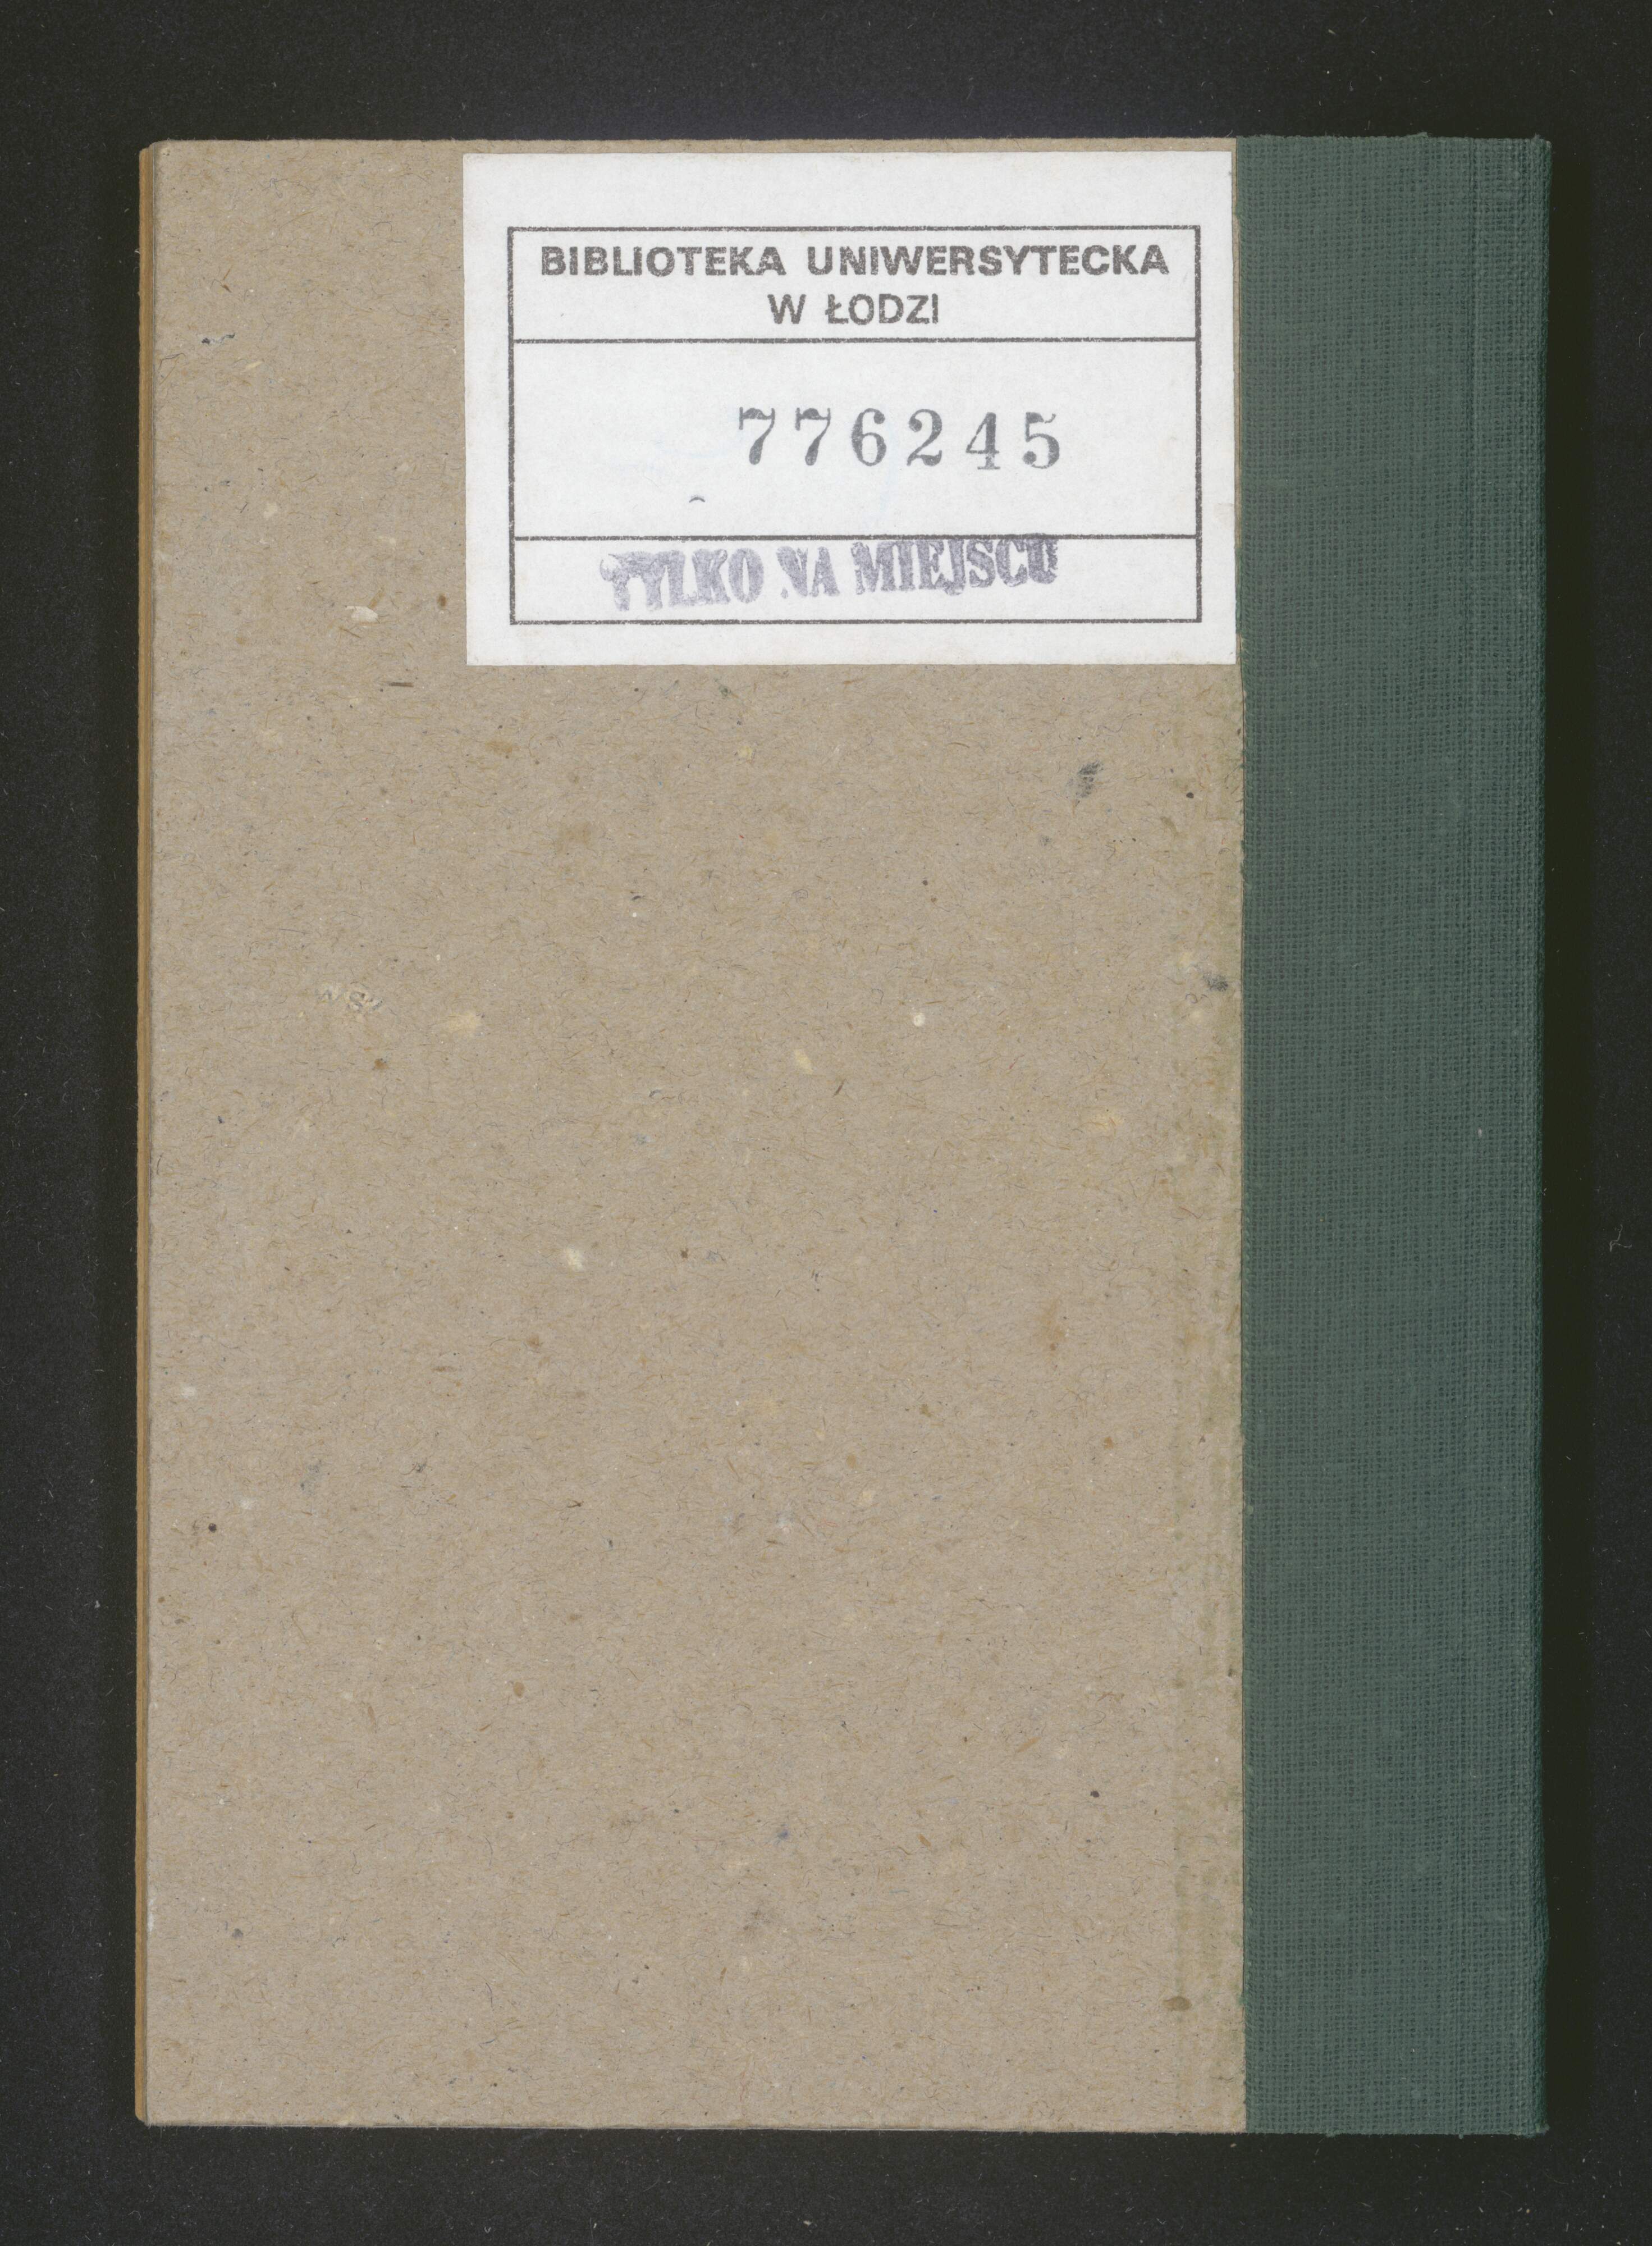 BIBLIOTEKA UNIWERSYTECKA
W ŁODZI
776245
TYLKO NA MIEJSCU